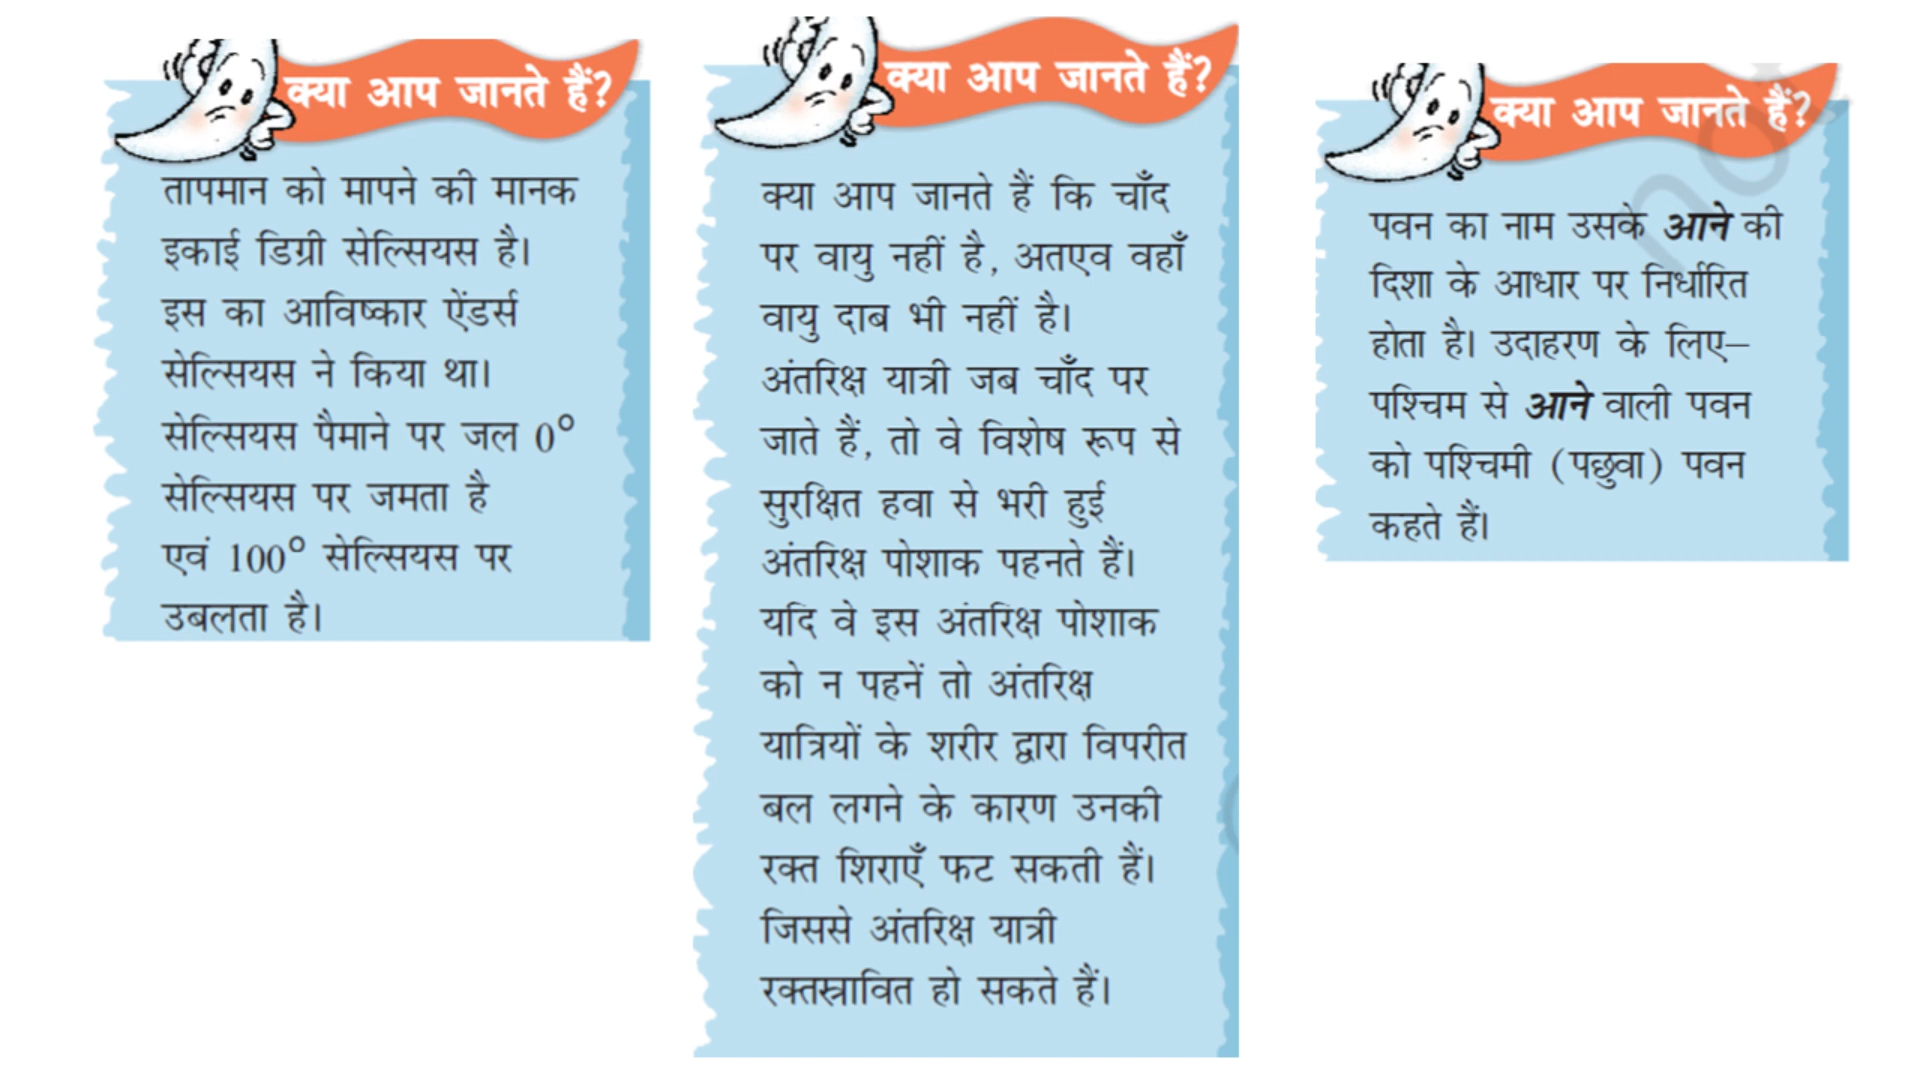 क्या आप जानते हैं?
तापमान को मापने की मानक
इकाई डिग्री सेल्सियस है।
इस का आविष्कार ऐंडर्स
सेल्सियस ने किया था।
सेल्सियस पैमाने पर जल 0°
सेल्सियस पर जमता है
एवं 100° सेल्सियस पर
उबलता है।
क्या आप जानते हैं?
क्या आप जानते हैं कि चाँद
पर वायु नहीं है, अतएव वहाँ
वायु दाब भी नहीं है।
अंतरिक्ष यात्री जब चाँद पर
जाते हैं, तो वे विशेष रूप से
सुरक्षित हवा से भरी हुई
अंतरिक्ष पोशाक पहनते हैं।
यदि वे इस अंतरिक्ष पोशाक
को न पहनें तो अंतरिक्ष
यात्रियों के शरीर द्वारा विपरीत
बल लगने के कारण उनकी
रक्त शिराएँ फट सकती हैं।
जिससे अंतरिक्ष यात्री
रक्तस्रावित हो सकते हैं।
क्या आप जानते हैं?
पवन का नाम उसके आने की
दिशा के आधार पर निर्धारित
होता है। उदाहरण के लिए–
पश्चिम से आने वाली पवन
को पश्चिमी (पछुवा) पवन
कहते हैं।